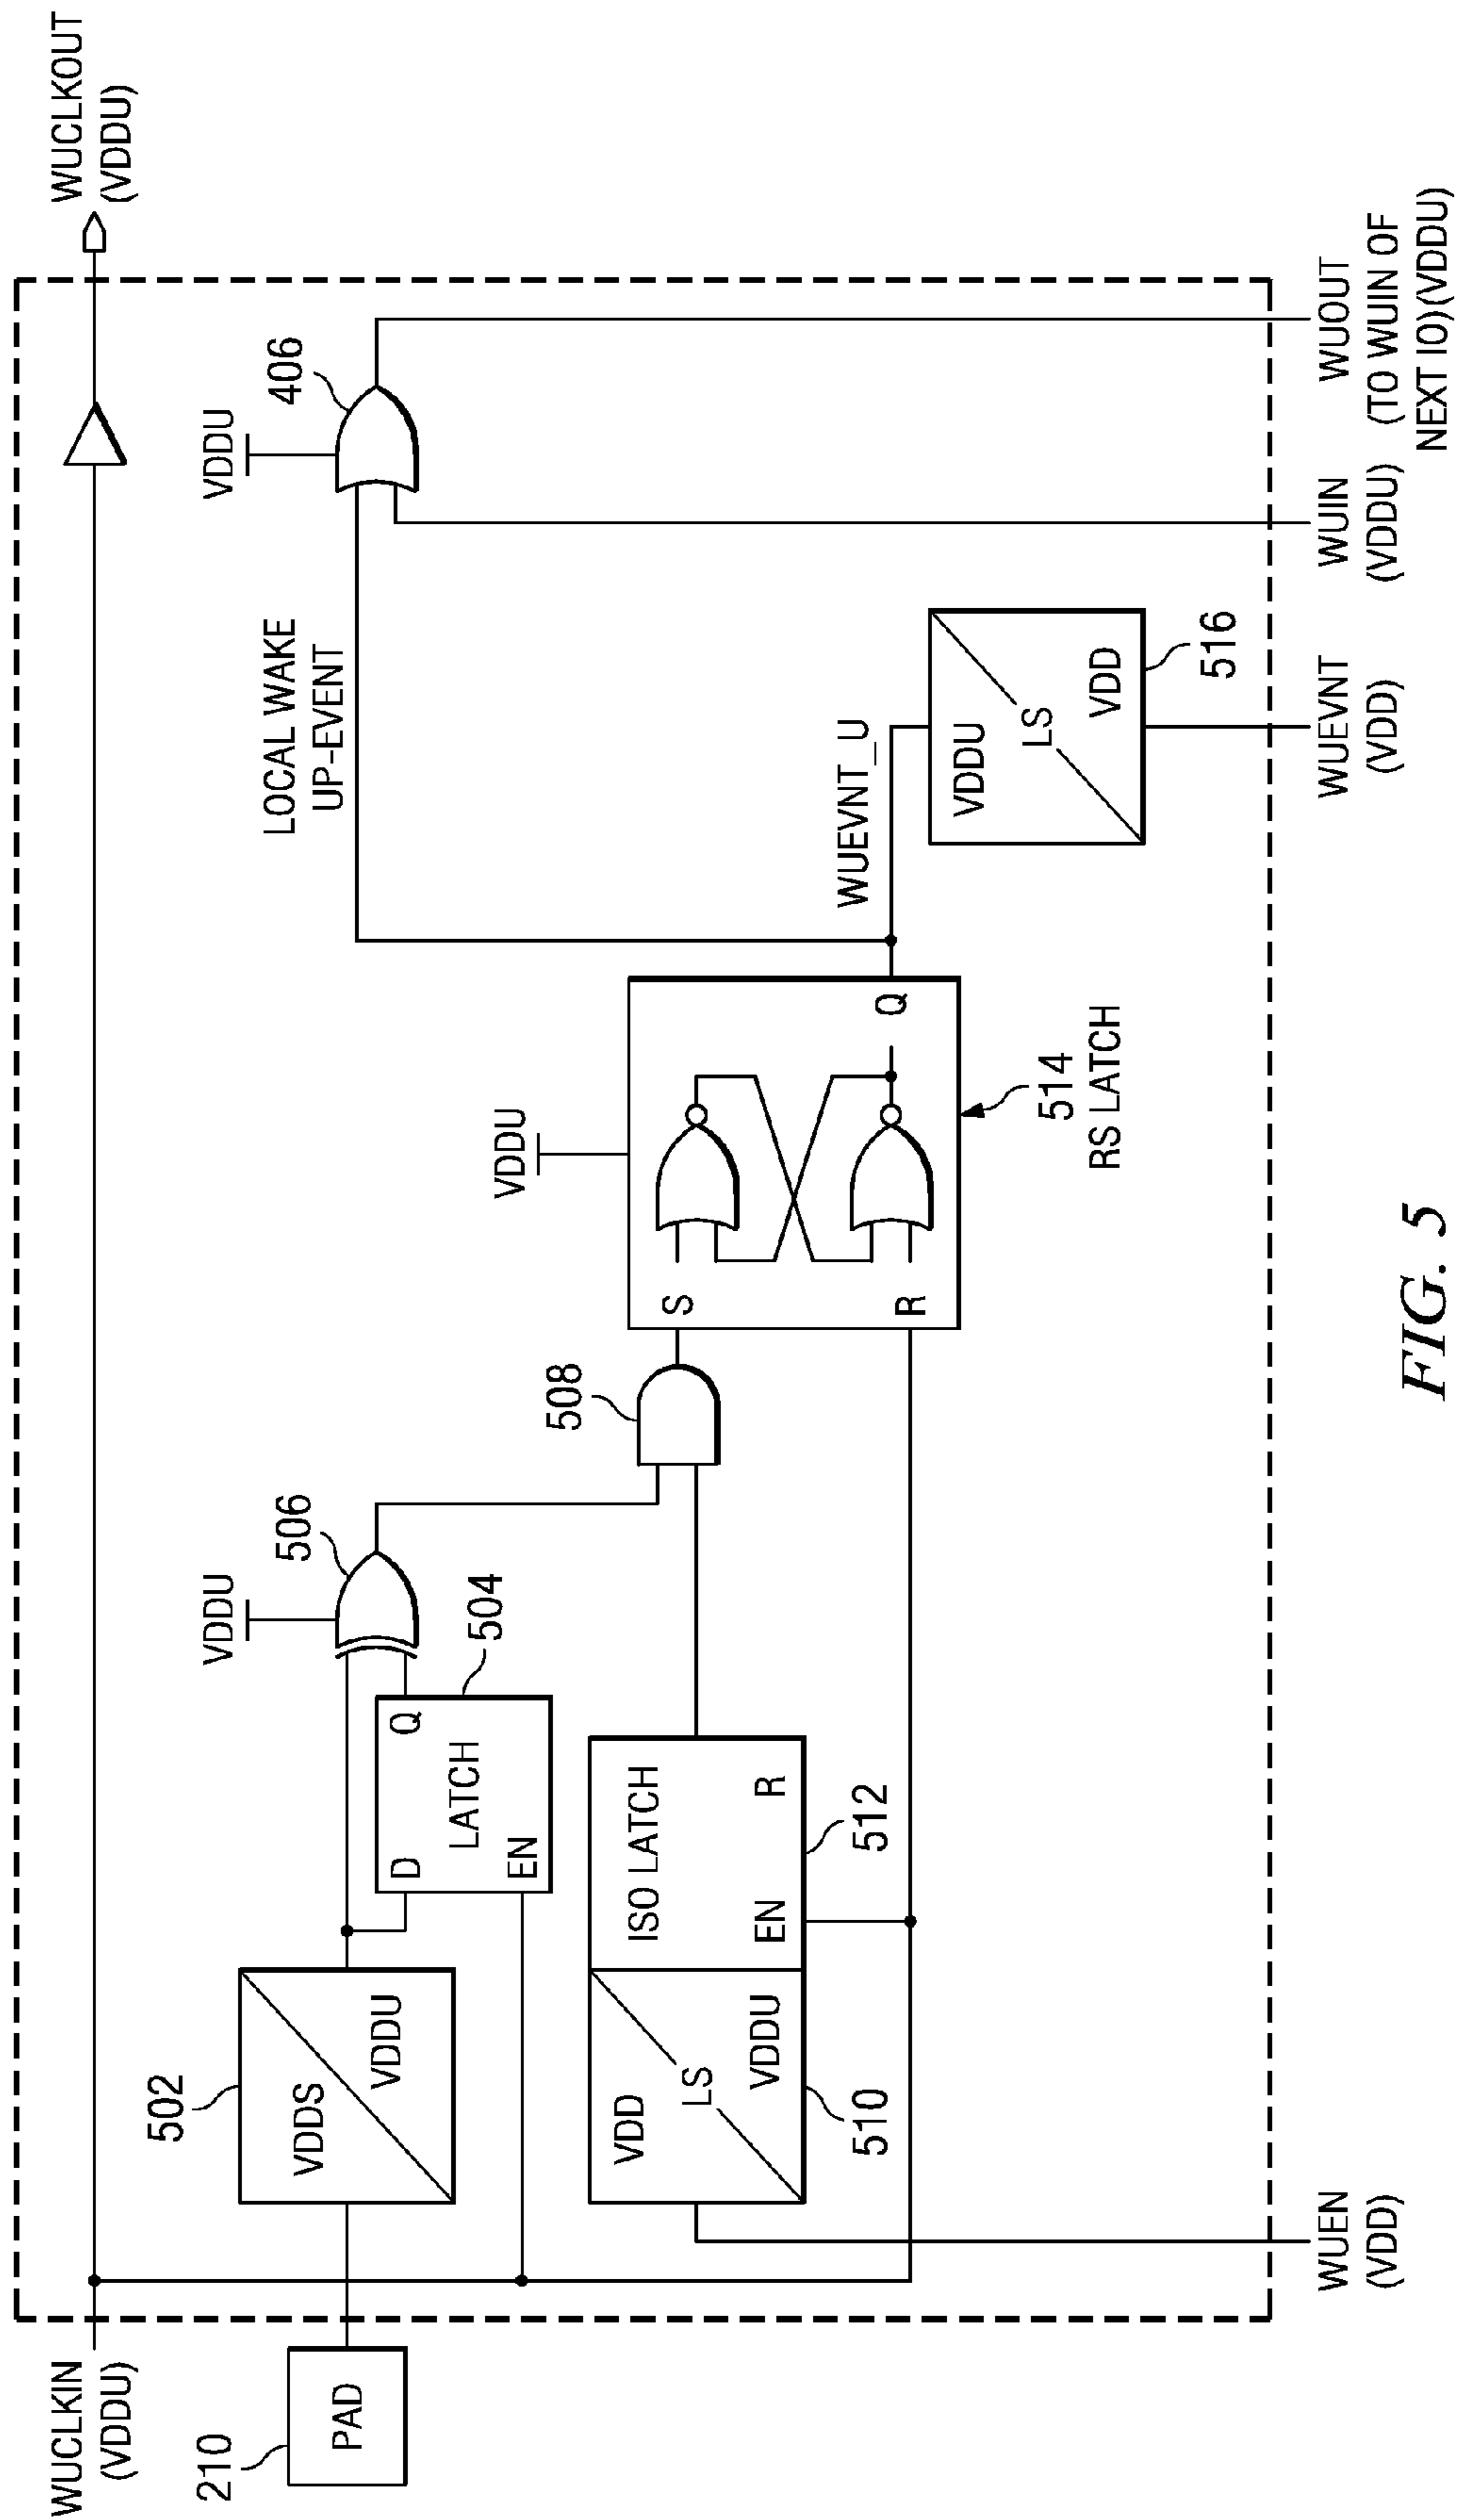 WUCLKIN
(VDDU)
WUCLKOUT
(VDDU)
210
PAD
502
VDDS
VDDU
VDDU
506
504
D
Q
LATCH
EN
VDDU
406
LOCAL WAKE
UP-EVENT
508
VDD
LS
VDDU
510
ISO LATCH
EN
R
512
VDDU
S
R
Q
514
RS LATCH
WUEVNT_U
VDDU
LS
VDD
516
WUEN
(VDD)
WUEVNT
(VDD)
WUIN
(VDDU)
WUOUT
(TO WUIN OF
NEXT IO)(VDDU)
FIG. 5